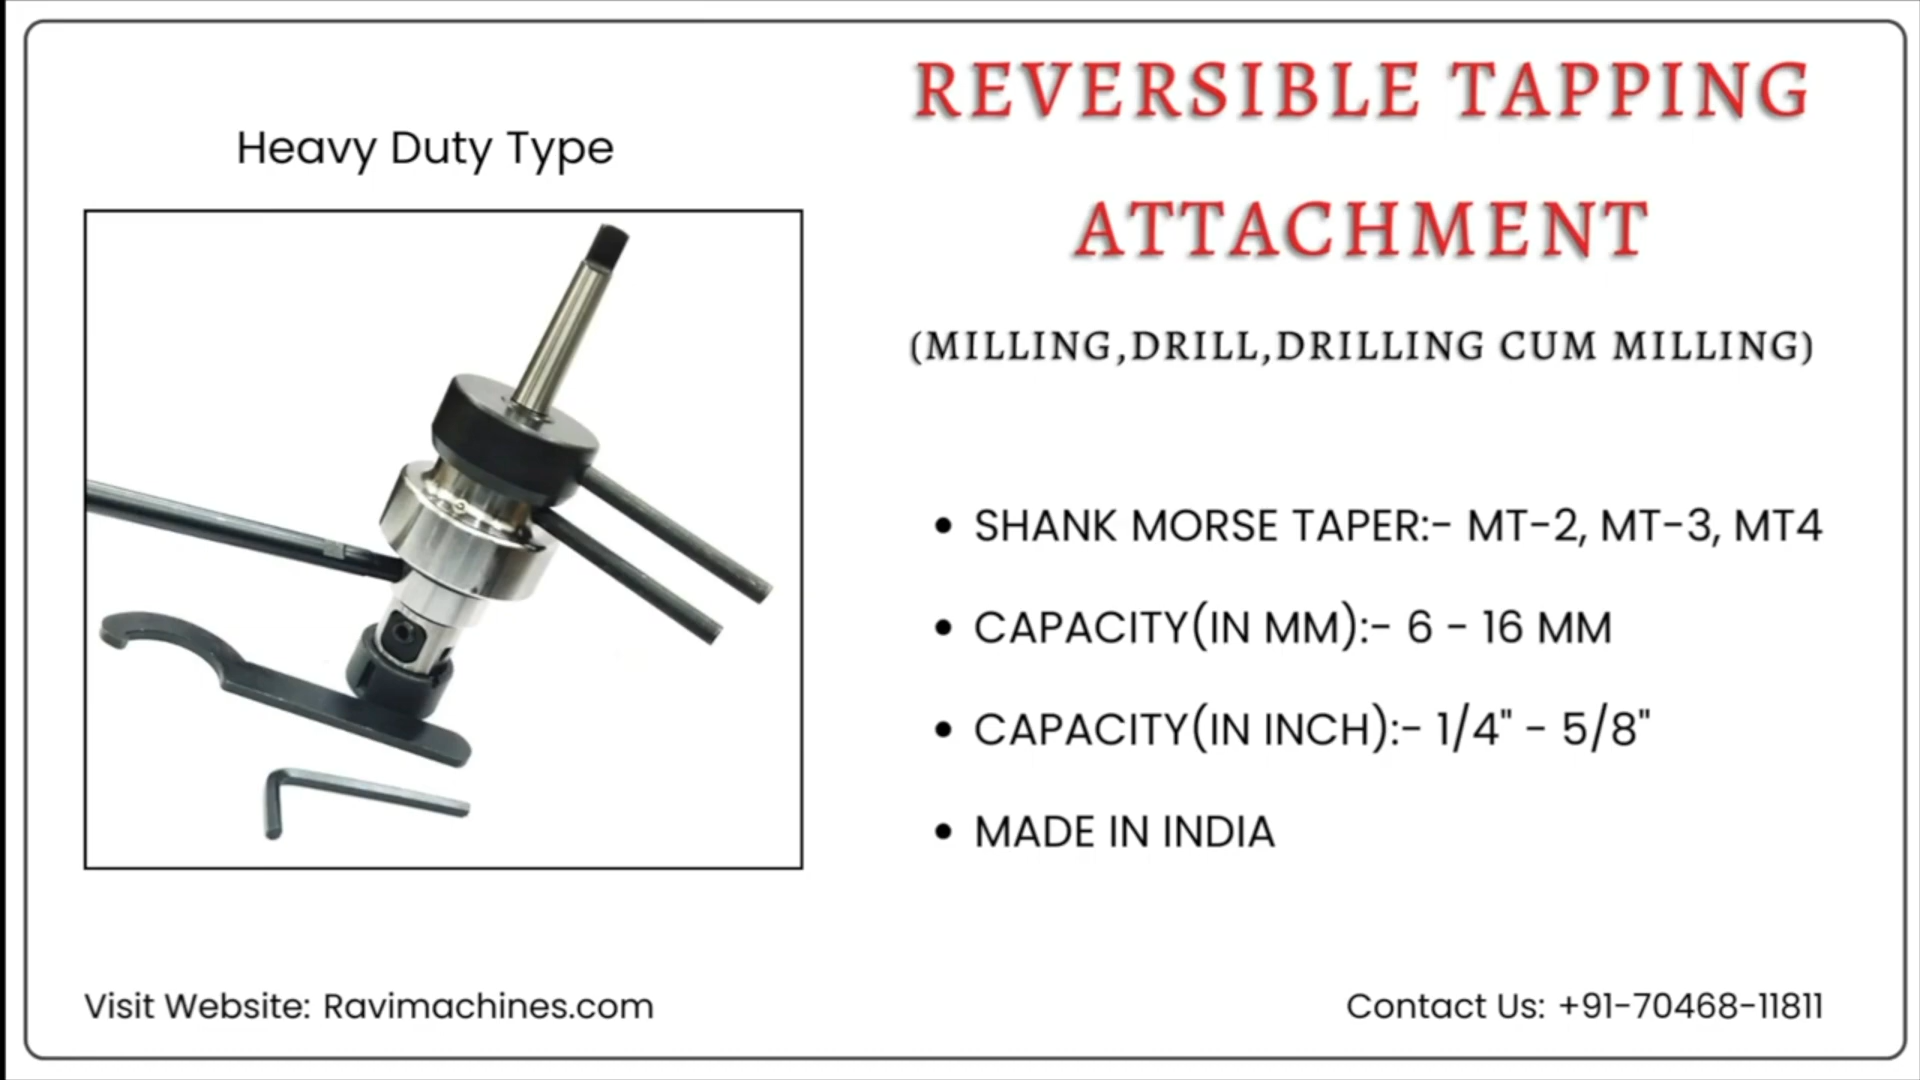 REVERSIBLE TAPPING
ATTACHMENT
(MILLING,DRILL,DRILLING CUM MILLING)
Heavy Duty Type
• SHANK MORSE TAPER:- MT-2, MT-3, MT4
• CAPACITY(IN MM):- 6 - 16 MM
• CAPACITY(IN INCH):- 1/4" - 5/8"
• MADE IN INDIA
Visit Website: Ravimachines.com
Contact Us: +91-70468-11811